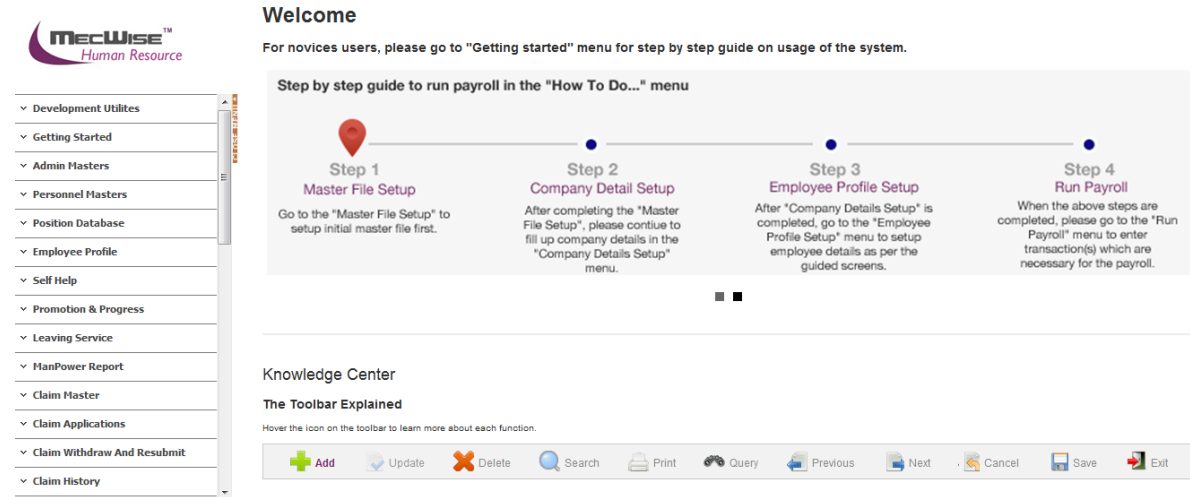 MECWISE™
Human Resource
Development Utilites
Getting Started
Admin Masters
Personnel Masters
Position Database
Employee Profile
Self Help
Promotion & Progress
Leaving Service
ManPower Report
Claim Master
Claim Applications
Claim Withdraw And Resubmit
Claim History
Welcome
For novices users, please go to "Getting started" menu for step by step guide on usage of the system.
Step by step guide to run payroll in the "How To Do..." menu
Step 1
Master File Setup
Go to the "Master File Setup" to
setup initial master file first.
Step 2
Company Detail Setup
After completing the "Master
File Setup", please contiue to
fill up company details in the
"Company Details Setup"
menu.
Step 3
Employee Profile Setup
After "Company Details Setup" is
completed, go to the "Employee
Profile Setup" menu to setup
employee details as per the
guided screens.
Step 4
Run Payroll
When the above steps are
completed, please go to the "Run
Payroll" menu to enter
transaction(s) which are
necessary for the payroll.
Knowledge Center
The Toolbar Explained
Hover the icon on the toolbar to learn more about each function.
Add Update Delete Search Print Query Previous Next Cancel Save Exit